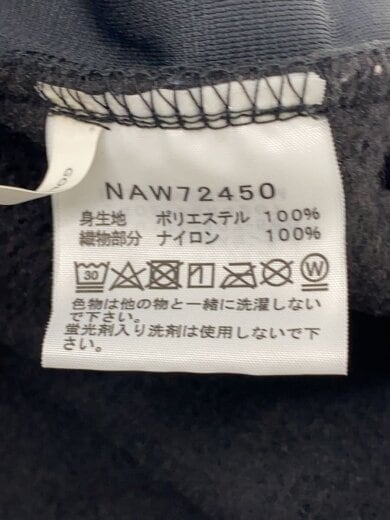 NAW72450
身生地 ポリエステル 100%
織物部分 ナイロン 100%
30 W
色物は他の物と一緒に洗濯しない
で下さい。
蛍光剤入り洗剤は使用しないで下
さい。